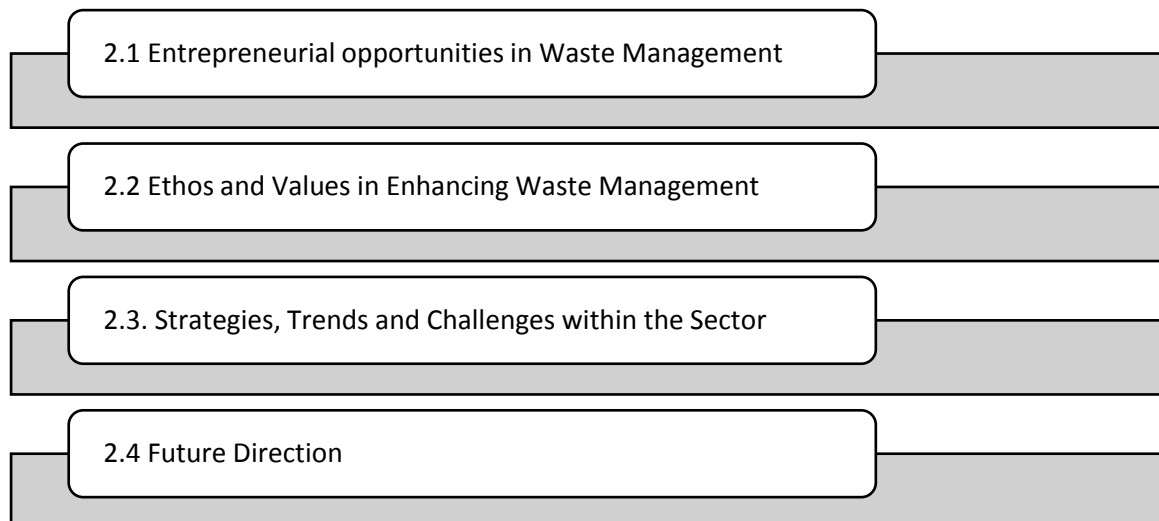 2.1 Entrepreneurial opportunities in Waste Management
2.2 Ethos and Values in Enhancing Waste Management
2.3. Strategies, Trends and Challenges within the Sector
2.4 Future Direction